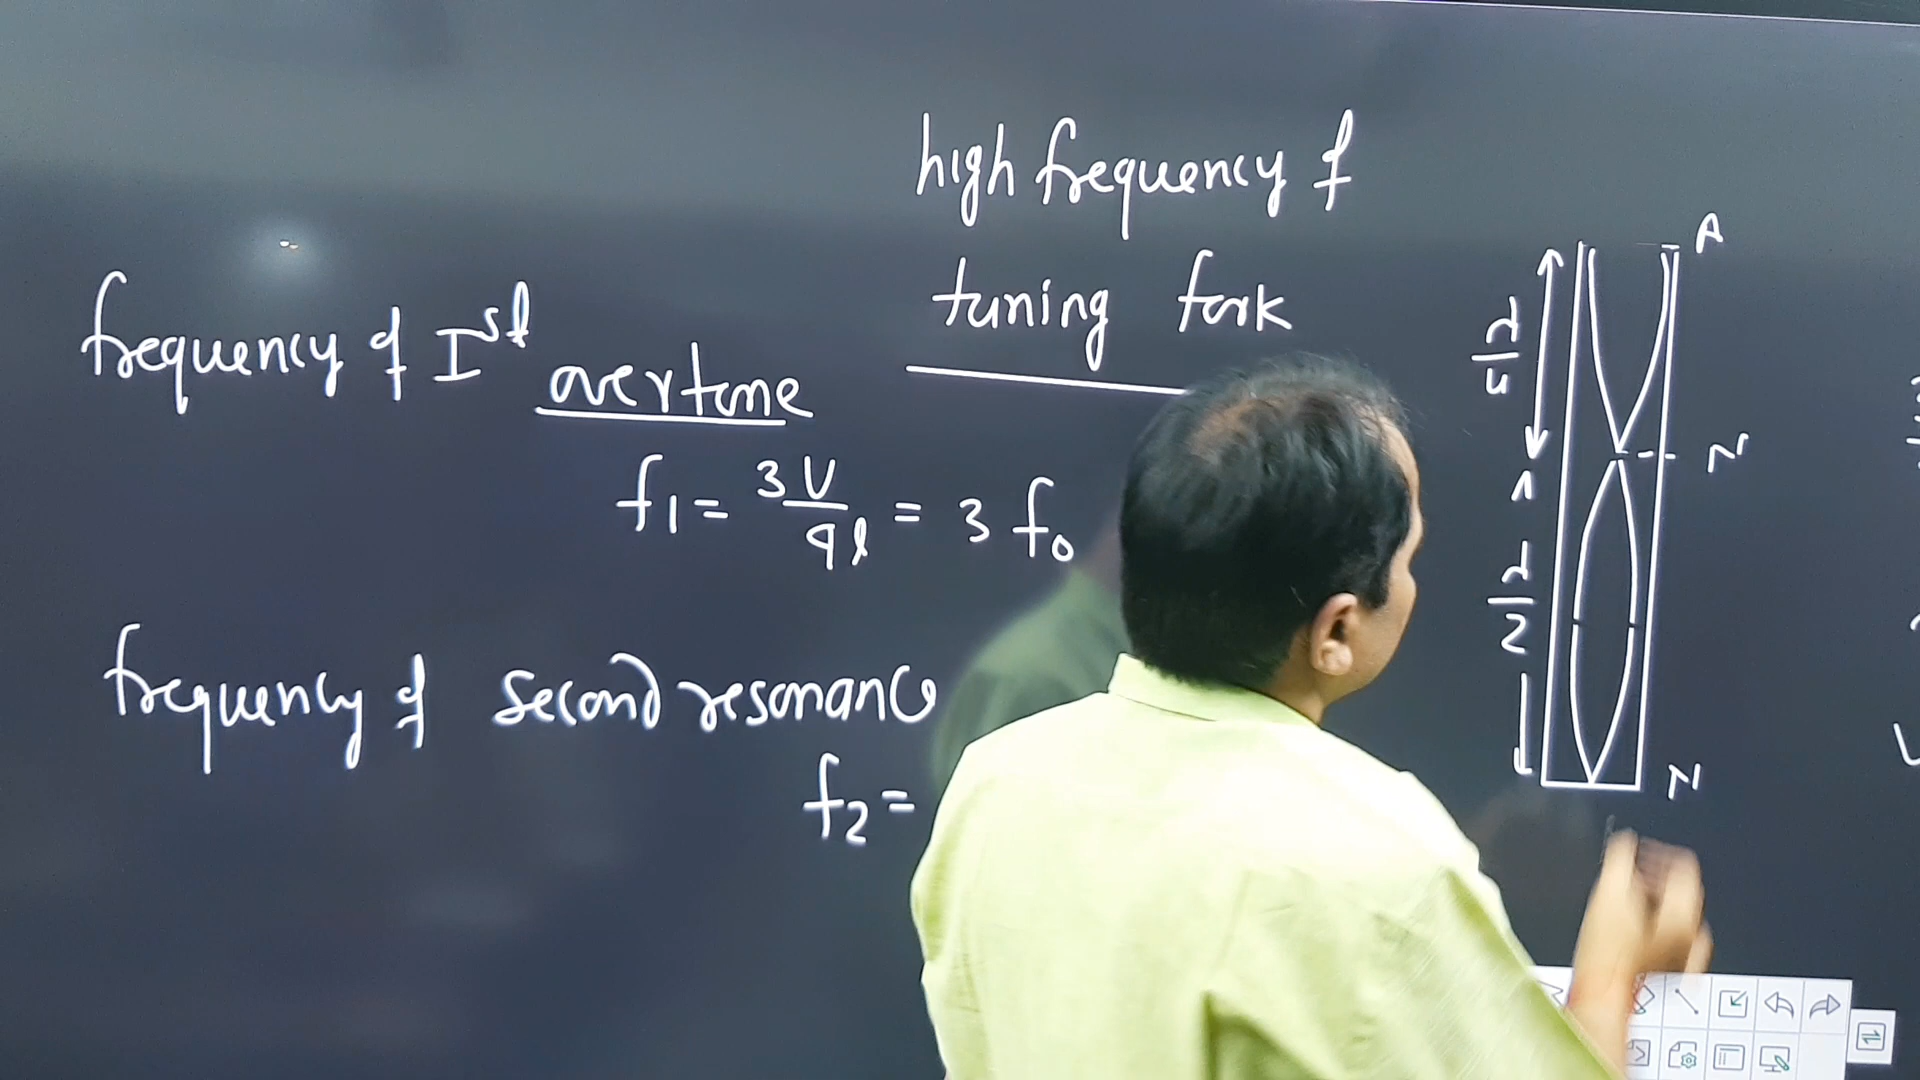 high frequency of
tuning fork
frequency of Ist
overtone
f1 = 3V/4l = 3 f0
frequency of second resonance
f2 =
A
λ/4
N
λ/2
N